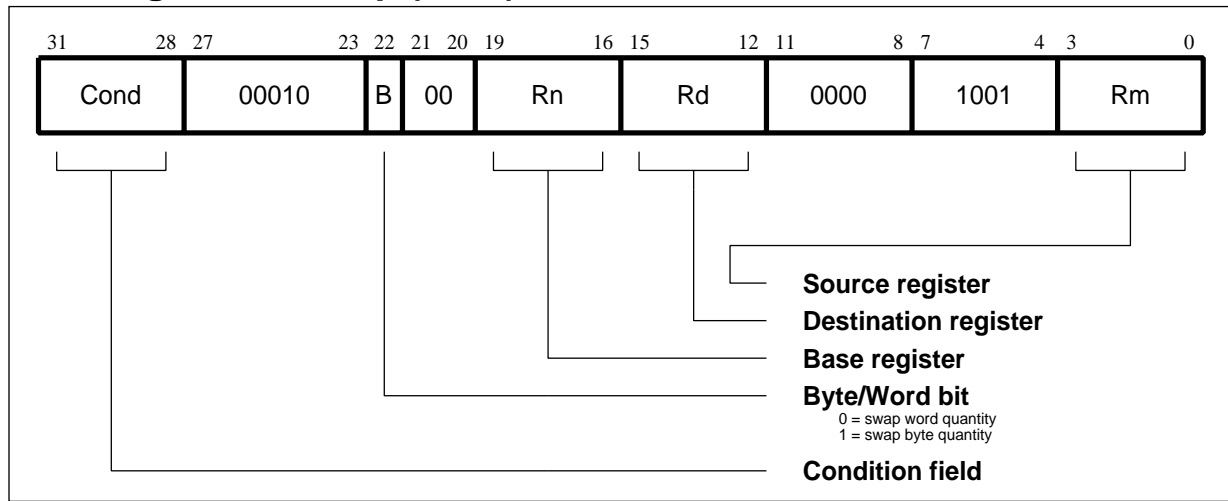 31 28 27 23 22 21 20 19 16 15 12 11 8 7 4 3 0
Cond 00010 B 00 Rn Rd 0000 1001 Rm
Source register
Destination register
Base register
Byte/Word bit
0 = swap word quantity
1 = swap byte quantity
Condition field